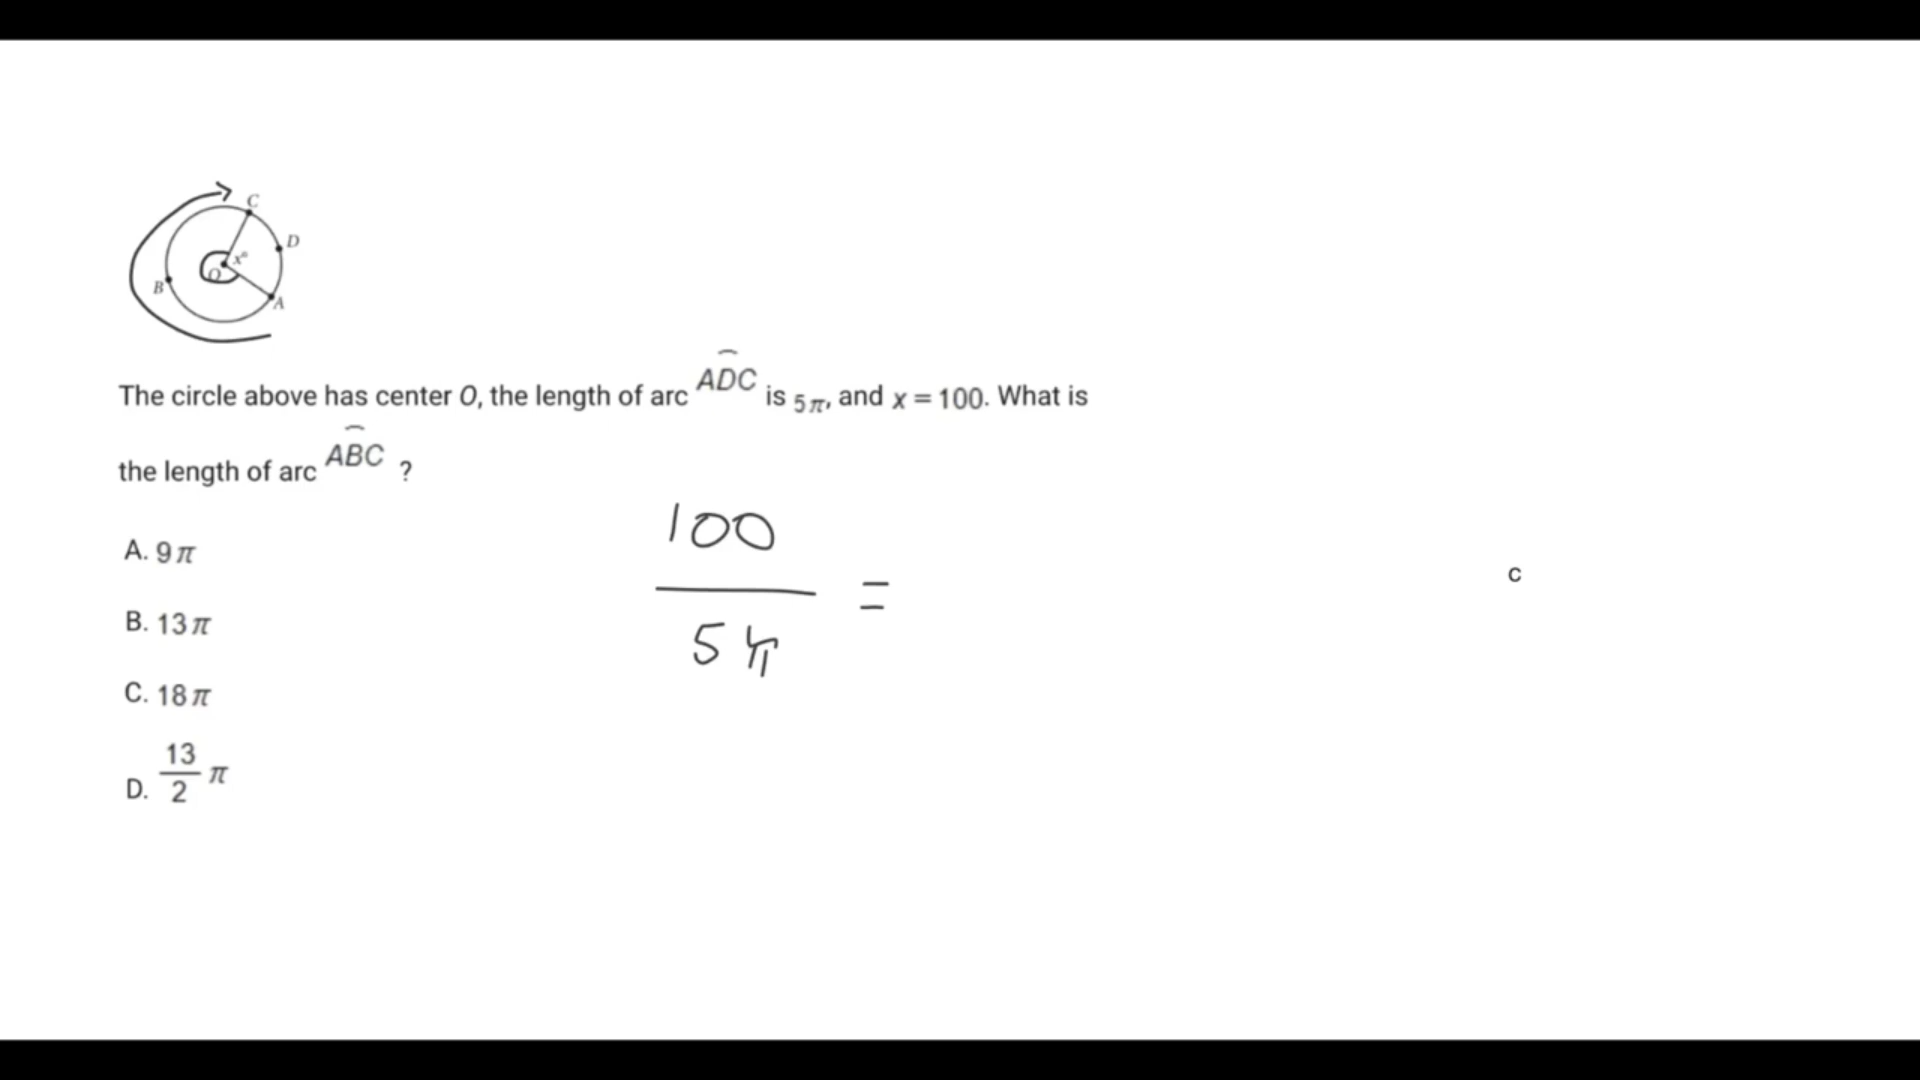 C
D
x°
O
B
A
The circle above has center O, the length of arc ADC is 5π, and x = 100. What is
the length of arc ABC ?
100
A. 9π
=
c
B. 13π
5π
C. 18π
D. 13/2 π